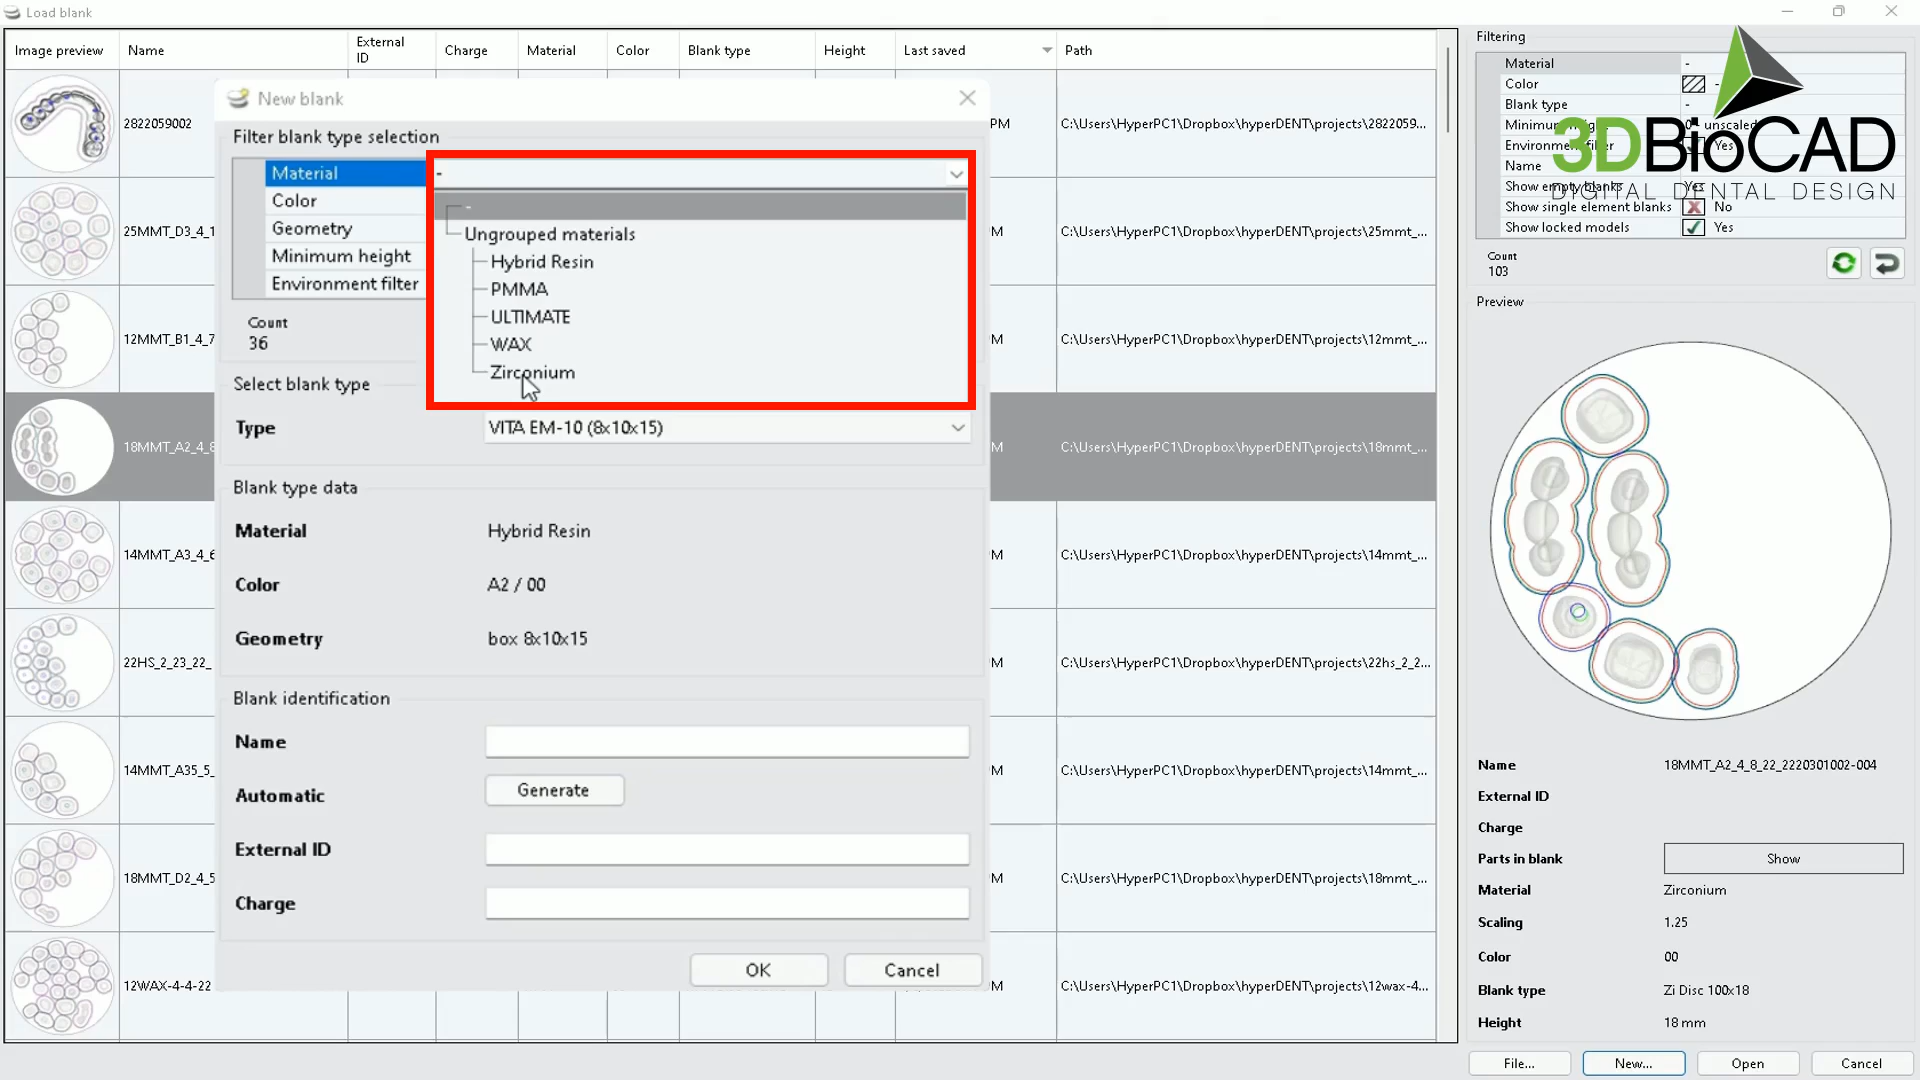 Load blank
Image preview
Name
External ID
Charge
Material
Color
Blank type
Height
Last saved
Path
2822059002
PM
C:\Users\HyperPC1\Dropbox\hyperDENT\projects\2822059...
25MMT_D3_4_1
M
C:\Users\HyperPC1\Dropbox\hyperDENT\projects\25mmt_...
12MMT_B1_4_7
M
C:\Users\HyperPC1\Dropbox\hyperDENT\projects\12mmt_...
18MMT_A2_4_8
M
C:\Users\HyperPC1\Dropbox\hyperDENT\projects\18mmt_...
14MMT_A3_4_6
M
C:\Users\HyperPC1\Dropbox\hyperDENT\projects\14mmt_...
22HS_2_23_22_
M
C:\Users\HyperPC1\Dropbox\hyperDENT\projects\22hs_2_2...
14MMT_A35_5_
M
C:\Users\HyperPC1\Dropbox\hyperDENT\projects\14mmt_...
18MMT_D2_4_5
M
C:\Users\HyperPC1\Dropbox\hyperDENT\projects\18mmt_...
12WAX-4-4-22
M
C:\Users\HyperPC1\Dropbox\hyperDENT\projects\12wax-4...
New blank
Filter blank type selection
Material
-
Color
Geometry
Minimum height
Environment filter
-
Ungrouped materials
Hybrid Resin
PMMA
ULTIMATE
WAX
Zirconium
Count
36
Select blank type
Type
VITA EM-10 (8x10x15)
Blank type data
Material
Hybrid Resin
Color
A2 / 00
Geometry
box 8x10x15
Blank identification
Name
Automatic
Generate
External ID
Charge
OK
Cancel
Filtering
Material
-
Color
-
Blank type
-
unscaled
Yes
Name
Show empty blanks
Yes
Show single element blanks
No
Show locked models
Yes
3DBioCAD
DIGITAL DENTAL DESIGN
Count
103
Preview
Name
18MMT_A2_4_8_22_2220301002-004
External ID
Charge
Parts in blank
Show
Material
Zirconium
Scaling
1.25
Color
00
Blank type
Zi Disc 100x18
Height
18 mm
File...
New...
Open
Cancel